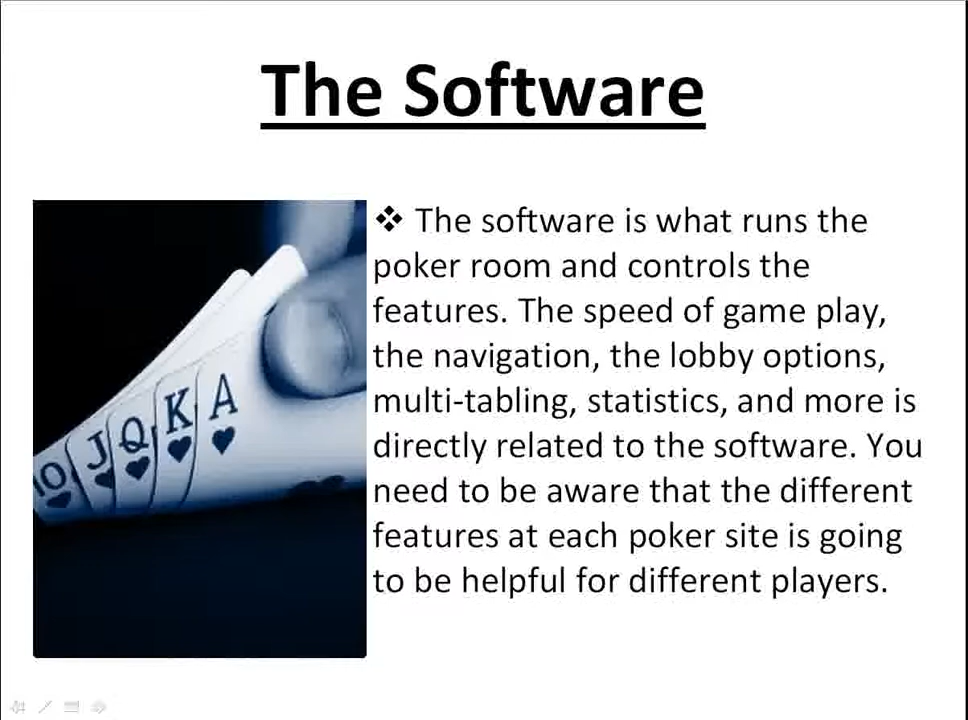 The Software
❖ The software is what runs the
poker room and controls the
features. The speed of game play,
the navigation, the lobby options,
multi-tabling, statistics, and more is
directly related to the software. You
need to be aware that the different
features at each poker site is going
to be helpful for different players.
10 J Q K A